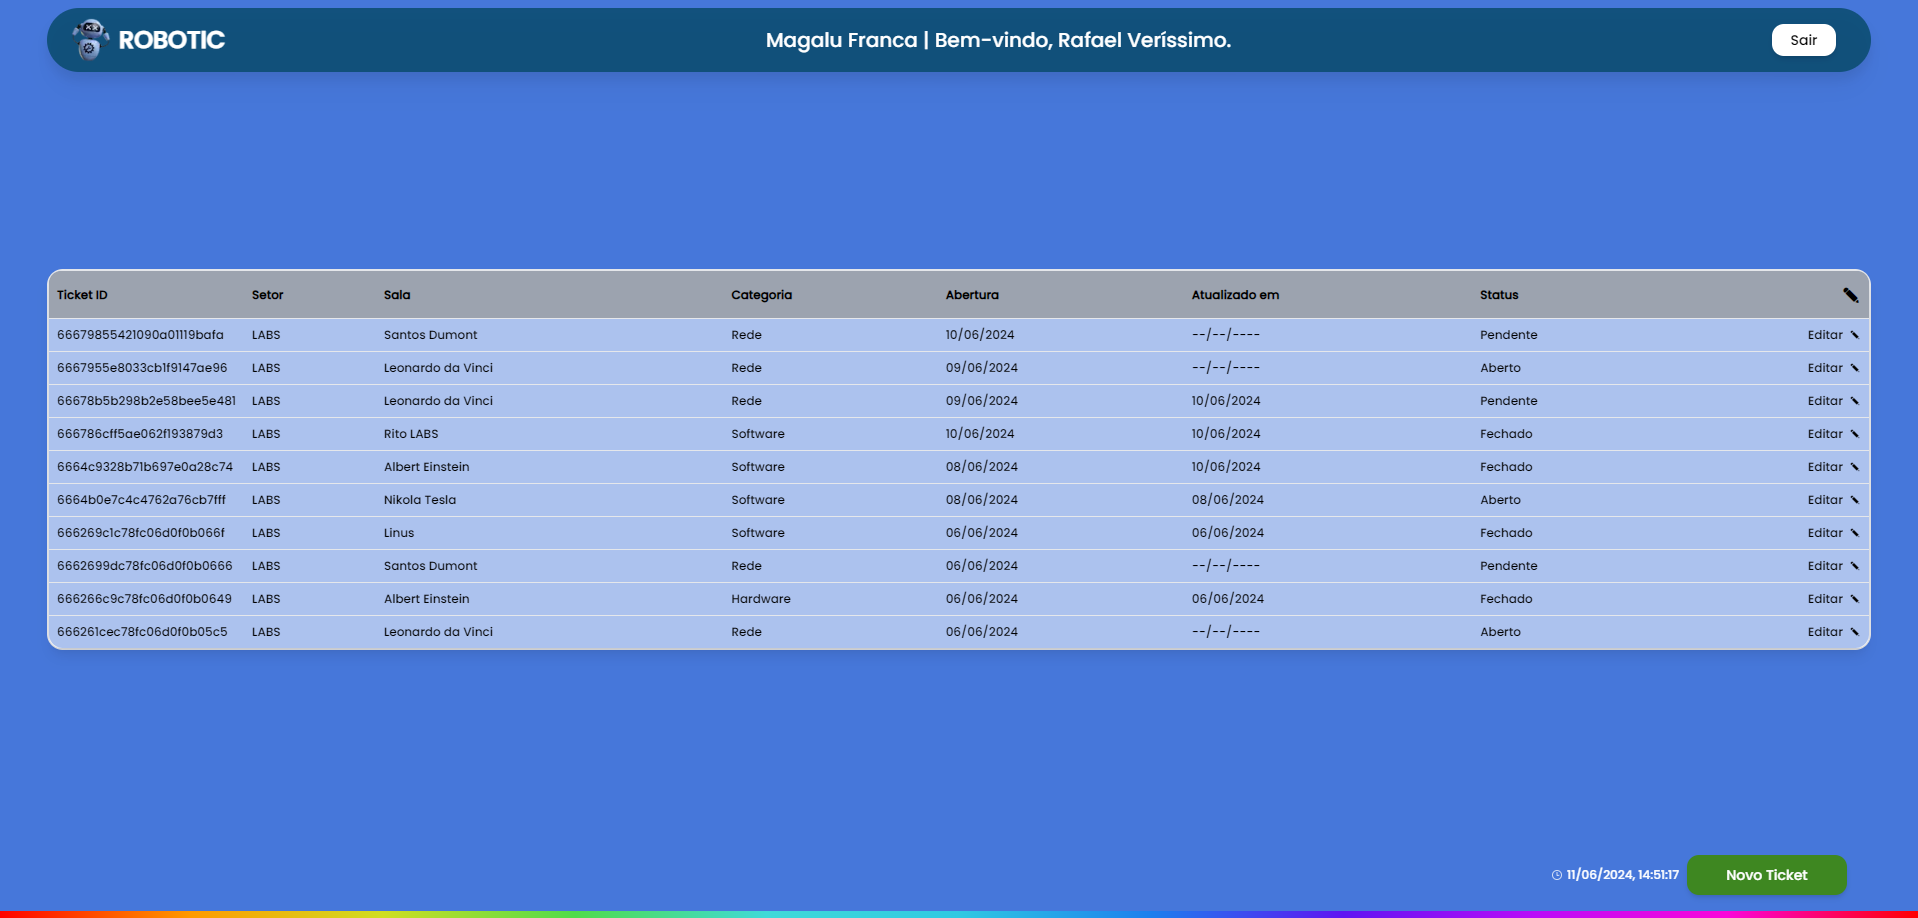 ROBOTIC
Magalu Franca | Bem-vindo, Rafael Veríssimo.
Sair
Ticket ID Setor Sala Categoria Abertura Atualizado em Status
66679855421090a01119bafa LABS Santos Dumont Rede 10/06/2024 --/--/---- Pendente Editar
6667955e8033cb1f9147ae96 LABS Leonardo da Vinci Rede 09/06/2024 --/--/---- Aberto Editar
66678b5b298b2e58bee5e481 LABS Leonardo da Vinci Rede 09/06/2024 10/06/2024 Pendente Editar
666786cff5ae062f193879d3 LABS Rito LABS Software 10/06/2024 10/06/2024 Fechado Editar
6664c9328b71b697e0a28c74 LABS Albert Einstein Software 08/06/2024 10/06/2024 Fechado Editar
6664b0e7c4c4762a76cb7fff LABS Nikola Tesla Software 08/06/2024 08/06/2024 Aberto Editar
666269c1c78fc06d0f0b066f LABS Linus Software 06/06/2024 06/06/2024 Fechado Editar
6662699dc78fc06d0f0b0666 LABS Santos Dumont Rede 06/06/2024 --/--/---- Pendente Editar
666266c9c78fc06d0f0b0649 LABS Albert Einstein Hardware 06/06/2024 06/06/2024 Fechado Editar
666261cec78fc06d0f0b05c5 LABS Leonardo da Vinci Rede 06/06/2024 --/--/---- Aberto Editar
11/06/2024, 14:51:17
Novo Ticket